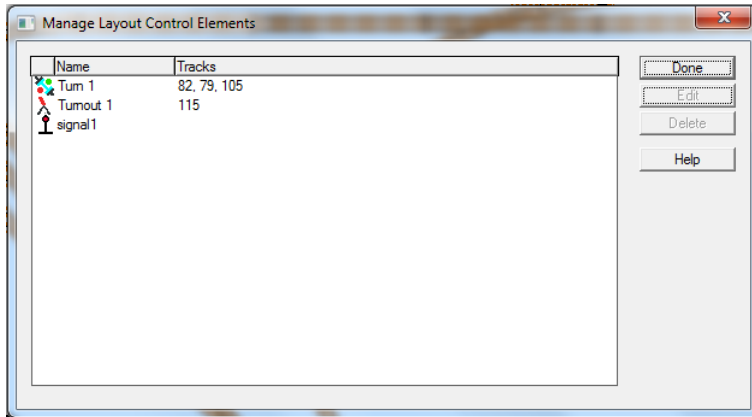 Manage Layout Control Elements
Name Tracks
Turn 1 82, 79, 105
Turnout 1 115
signal1
Done
Edit
Delete
Help